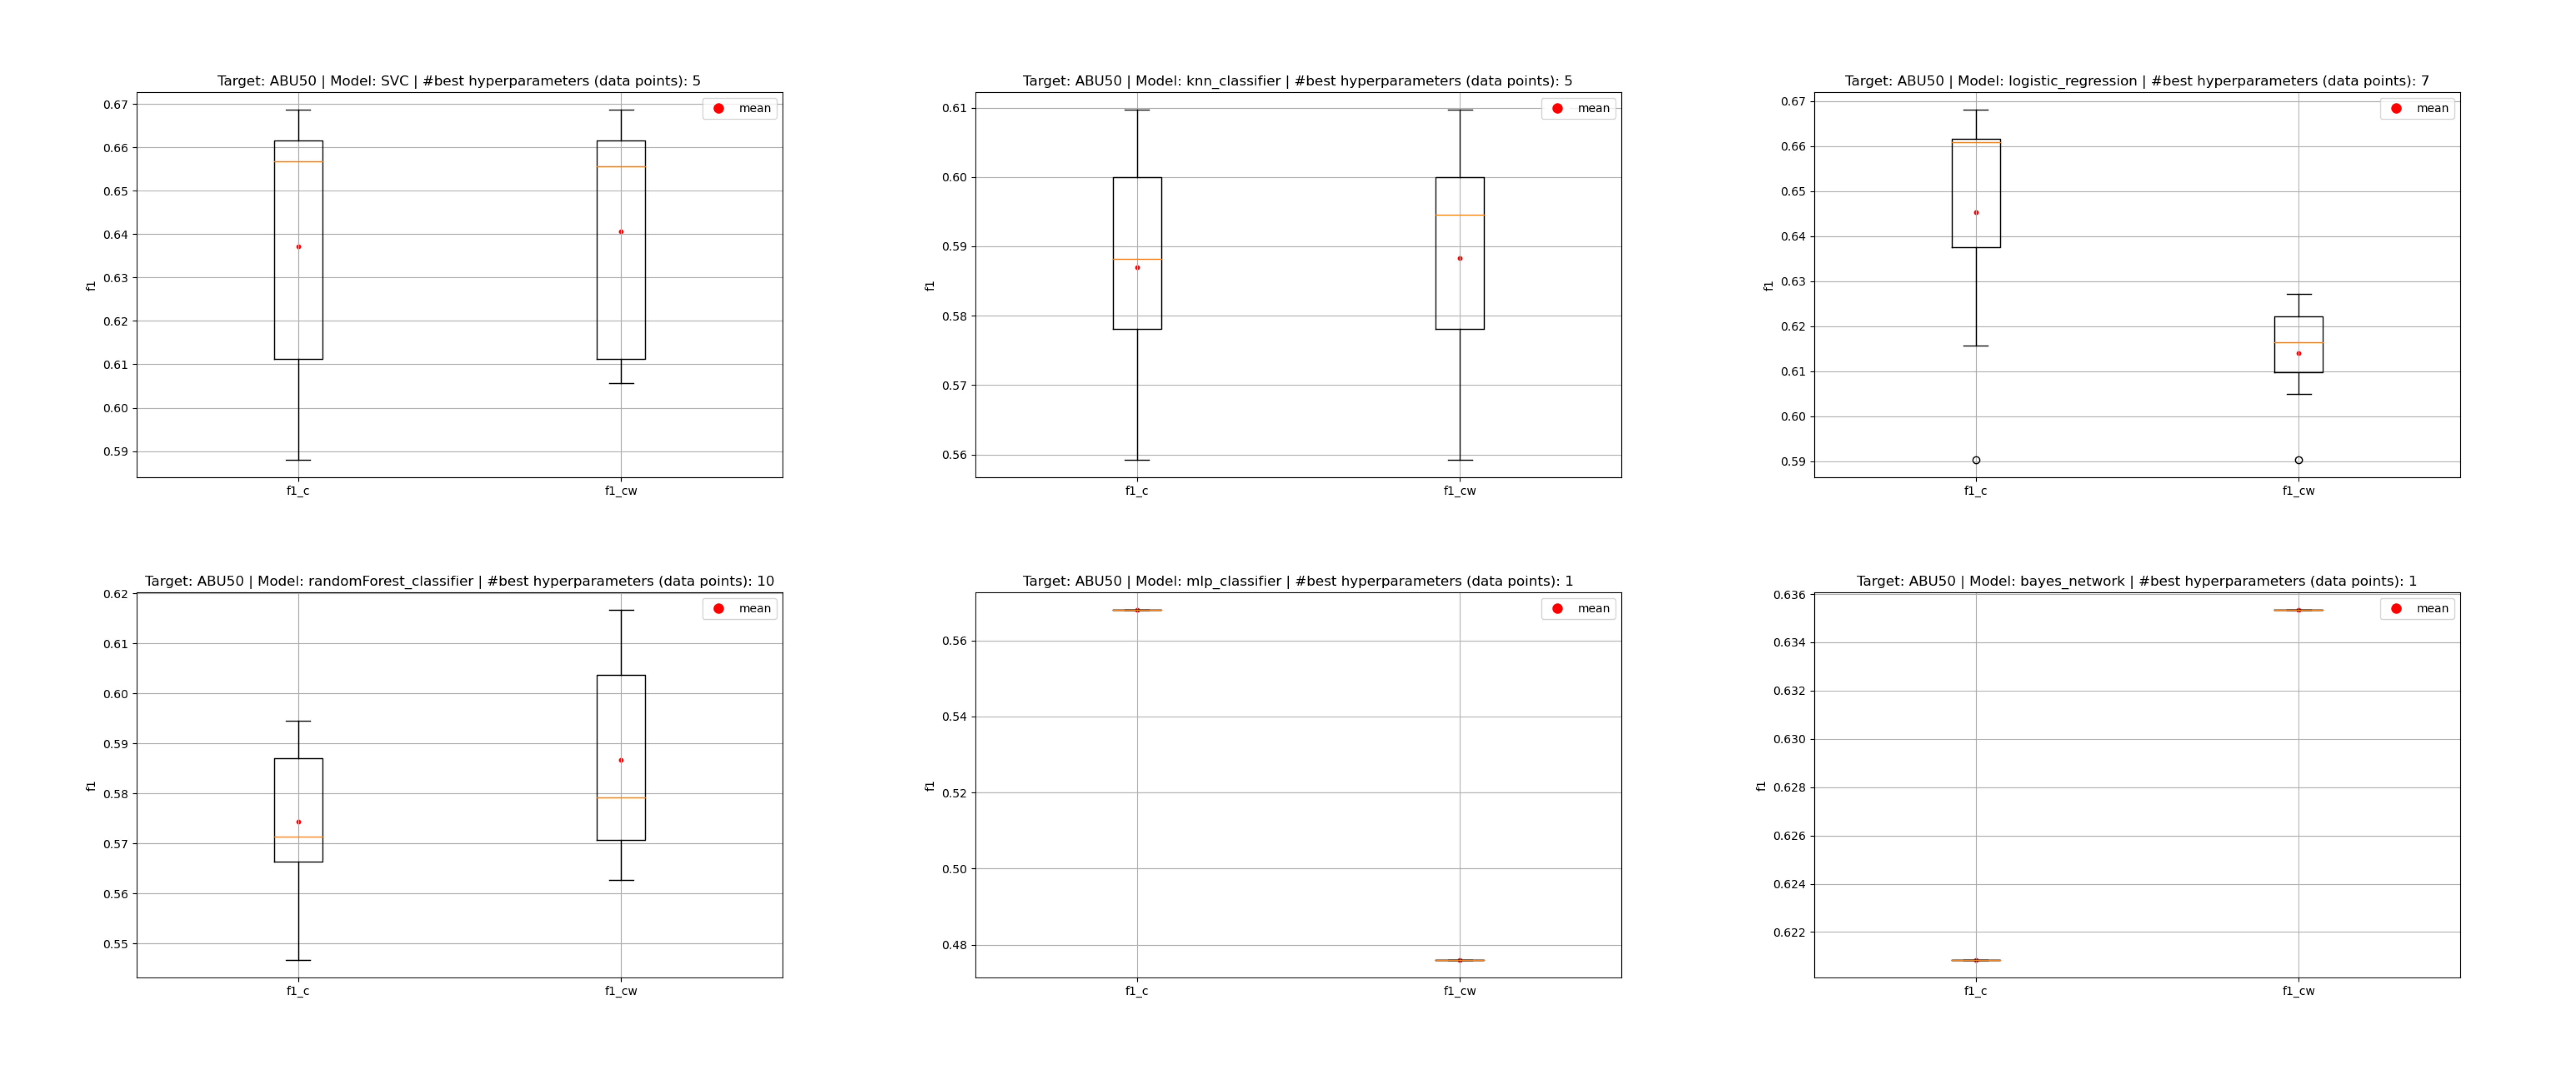 Target: ABU50 | Model: SVC | #best hyperparameters (data points): 5
mean
0.67
0.66
0.65
0.64
0.63
0.62
0.61
0.60
0.59
f1
f1_c
f1_cw
Target: ABU50 | Model: knn_classifier | #best hyperparameters (data points): 5
mean
0.61
0.60
0.59
0.58
0.57
0.56
f1
f1_c
f1_cw
Target: ABU50 | Model: logistic_regression | #best hyperparameters (data points): 7
mean
0.67
0.66
0.65
0.64
0.63
0.62
0.61
0.60
0.59
f1
f1_c
f1_cw
Target: ABU50 | Model: randomForest_classifier | #best hyperparameters (data points): 10
mean
0.62
0.61
0.60
0.59
0.58
0.57
0.56
0.55
f1
f1_c
f1_cw
Target: ABU50 | Model: mlp_classifier | #best hyperparameters (data points): 1
mean
0.56
0.54
0.52
0.50
0.48
f1
f1_c
f1_cw
Target: ABU50 | Model: bayes_network | #best hyperparameters (data points): 1
mean
0.636
0.634
0.632
0.630
0.628
0.626
0.624
0.622
f1
f1_c
f1_cw